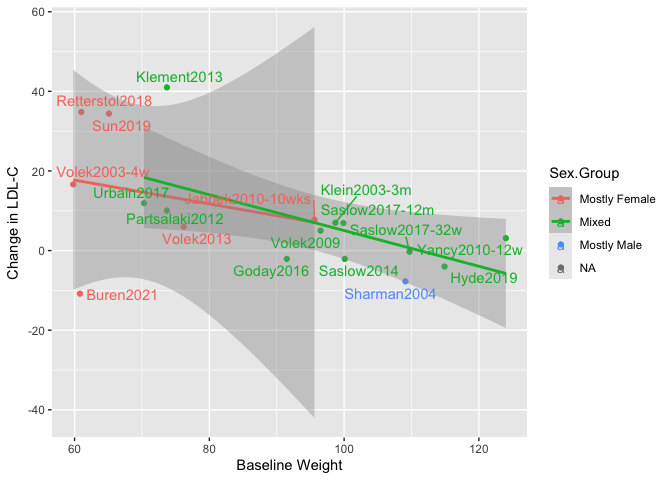 60
40
20
0
-20
-40
Change in LDL-C
Klement2013
Retterstol2018
Sun2019
Volek2003-4w
Urbain2017
Jabnek2010-10wks
Klein2003-3m
Partsalaki2012
Saslow2017-12m
Volek2013
Volek2009
Saslow2017-32w
Yancy2010-12w
Goday2016
Saslow2014
Hyde2019
Buren2021
Sharman2004
60
80
100
120
Baseline Weight
Sex.Group
Mostly Female
Mixed
Mostly Male
NA